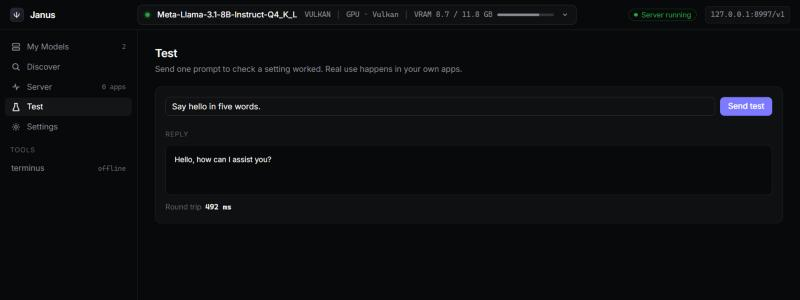 Janus
Meta-Llama-3.1-8B-Instruct-Q4_K_L VULKAN GPU · Vulkan VRAM 8.7 / 11.8 GB
Server running
127.0.0.1:8997/v1
My Models 2
Discover
Server 0 apps
Test
Settings
TOOLS
terminus offline
Test
Send one prompt to check a setting worked. Real use happens in your own apps.
Say hello in five words.
Send test
REPLY
Hello, how can I assist you?
Round trip 492 ms